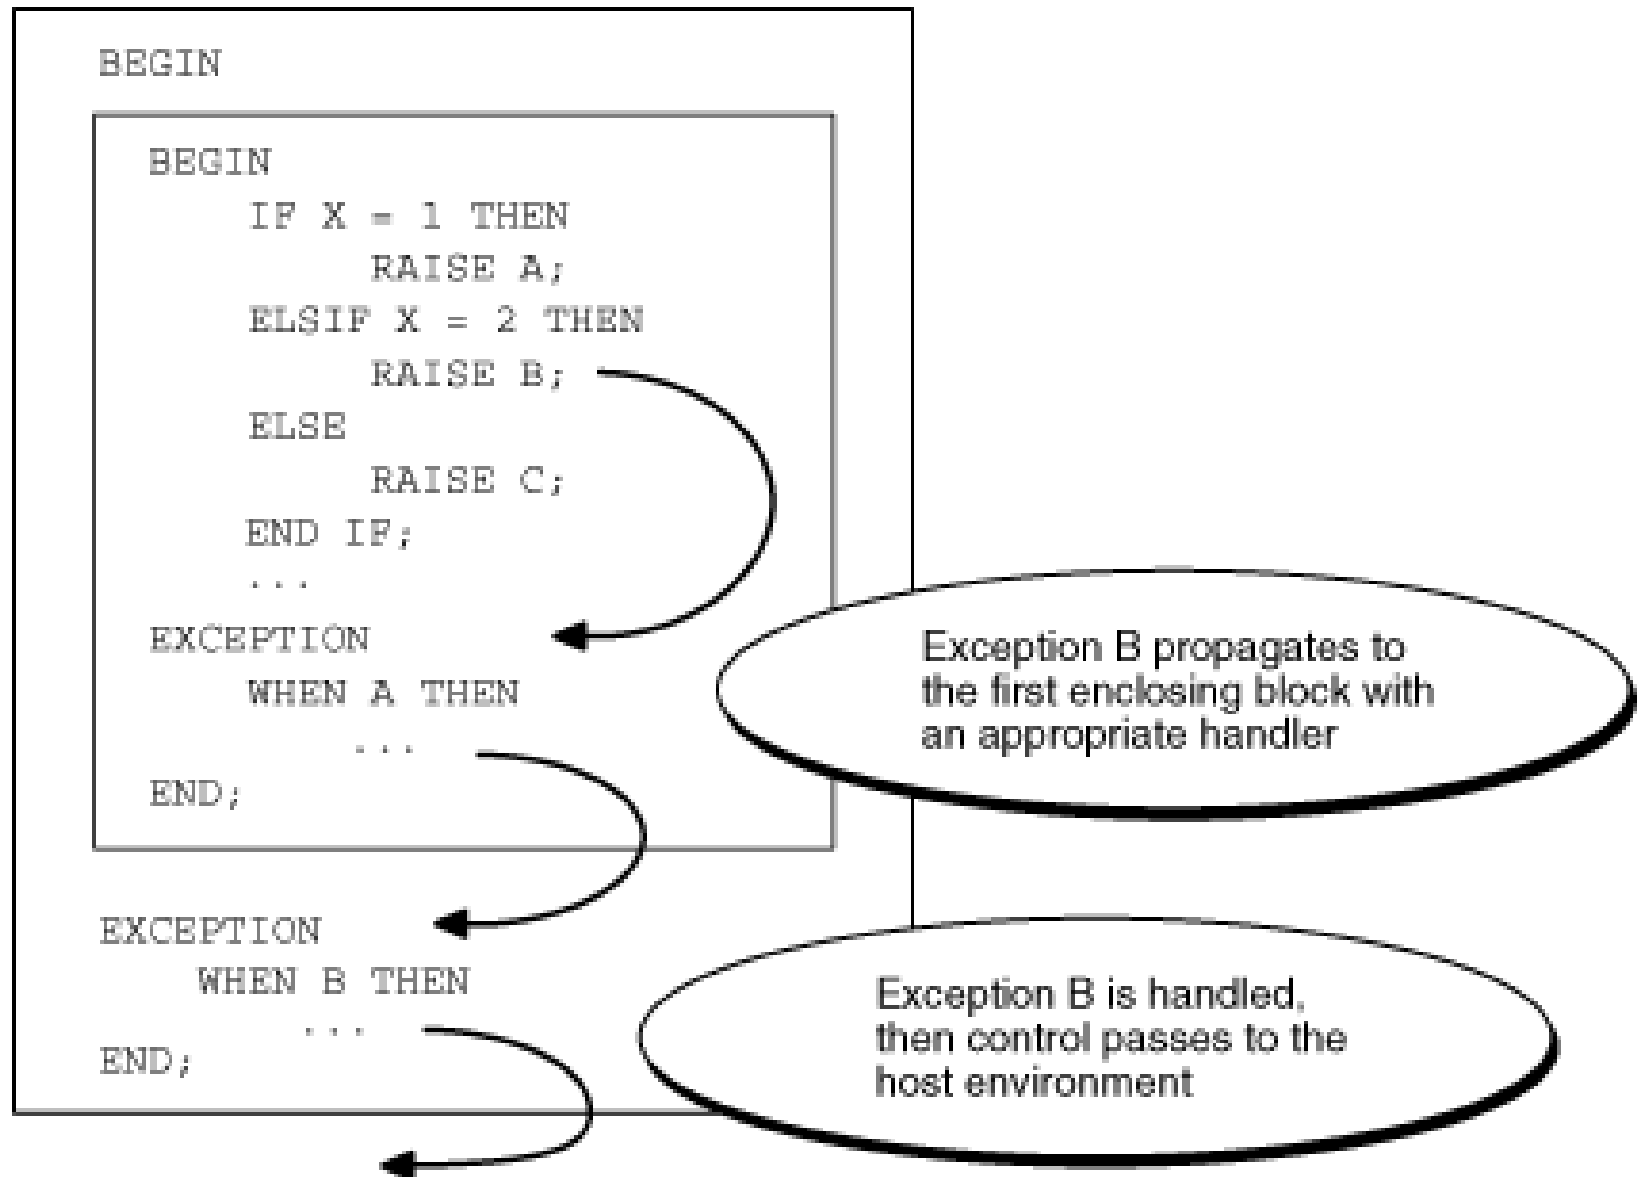 BEGIN
BEGIN
IF X = 1 THEN
RAISE A;
ELSIF X = 2 THEN
RAISE B;
ELSE
RAISE C;
END IF;
...
EXCEPTION
WHEN A THEN
...
END;
Exception B propagates to
the first enclosing block with
an appropriate handler
EXCEPTION
WHEN B THEN
...
END;
Exception B is handled,
then control passes to the
host environment